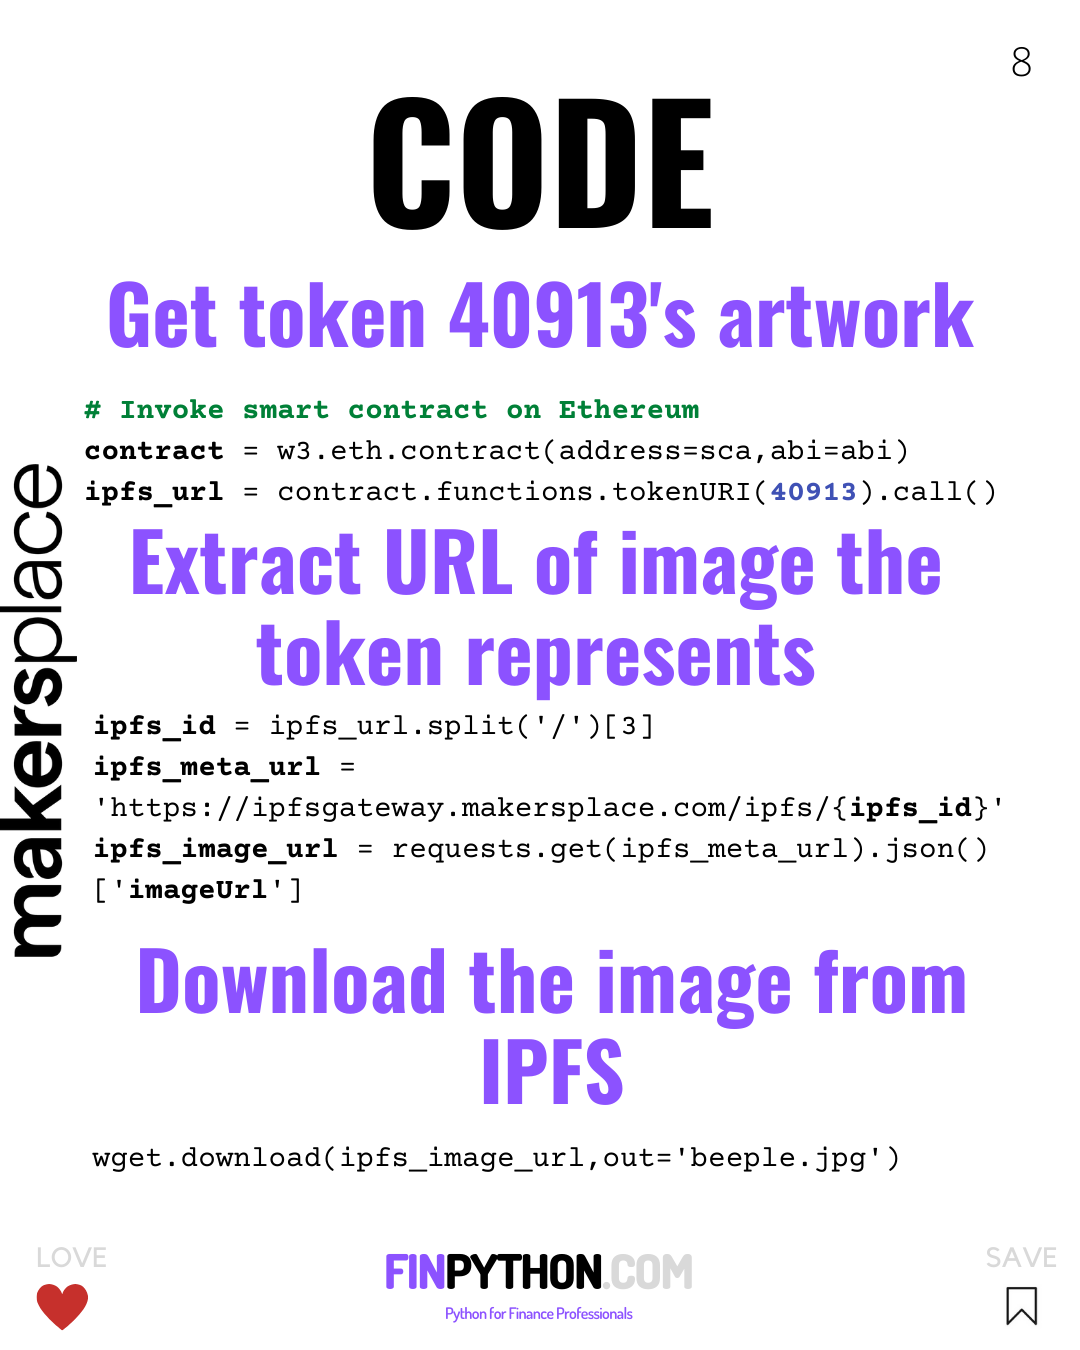 8
CODE
Get token 40913's artwork
# Invoke smart contract on Ethereum
contract = w3.eth.contract(address=sca,abi=abi)
ipfs_url = contract.functions.tokenURI(40913).call()
Extract URL of image the
token represents
ipfs_id = ipfs_url.split('/')[3]
ipfs_meta_url =
'https://ipfsgateway.makersplace.com/ipfs/{ipfs_id}'
ipfs_image_url = requests.get(ipfs_meta_url).json()
['imageUrl']
makersplace
Download the image from
IPFS
wget.download(ipfs_image_url,out='beeple.jpg')
LOVE
FINPYTHON.COM
Python for Finance Professionals
SAVE